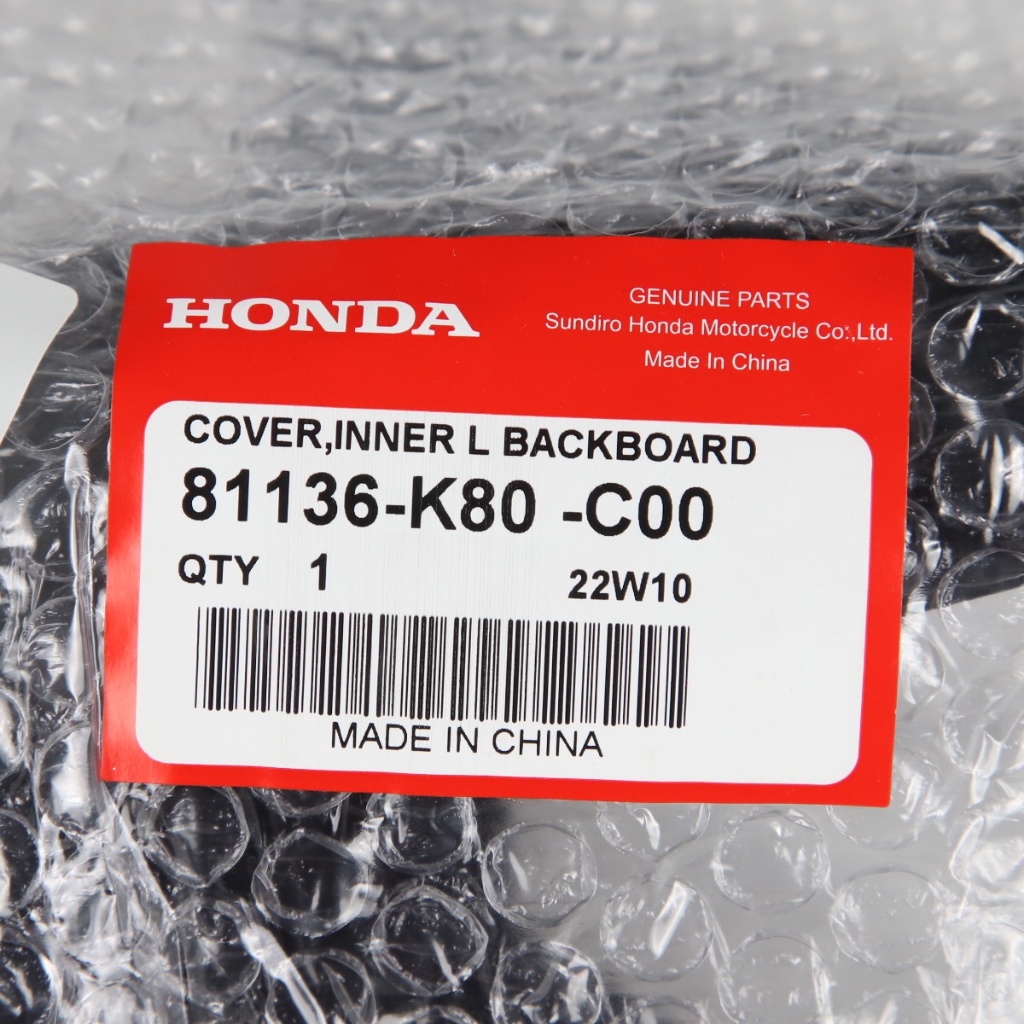 HONDA
GENUINE PARTS
Sundiro Honda Motorcycle Co.,Ltd.
Made In China
COVER,INNER L BACKBOARD
81136-K80 -C00
QTY 1 22W10
MADE IN CHINA